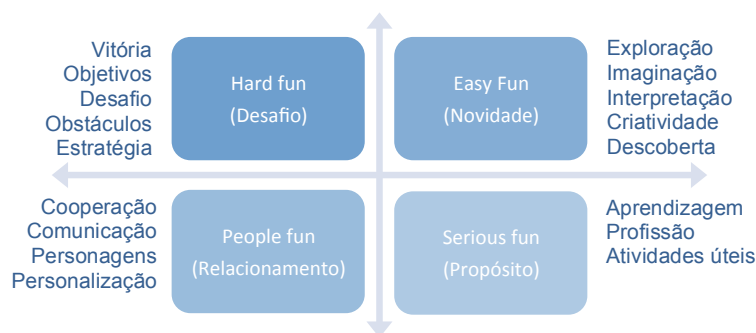 Vitória
Objetivos
Desafio
Obstáculos
Estratégia
Hard fun
(Desafio)
Easy Fun
(Novidade)
Exploração
Imaginação
Interpretação
Criatividade
Descoberta
Cooperação
Comunicação
Personagens
Personalização
People fun
(Relacionamento)
Serious fun
(Propósito)
Aprendizagem
Profissão
Atividades úteis